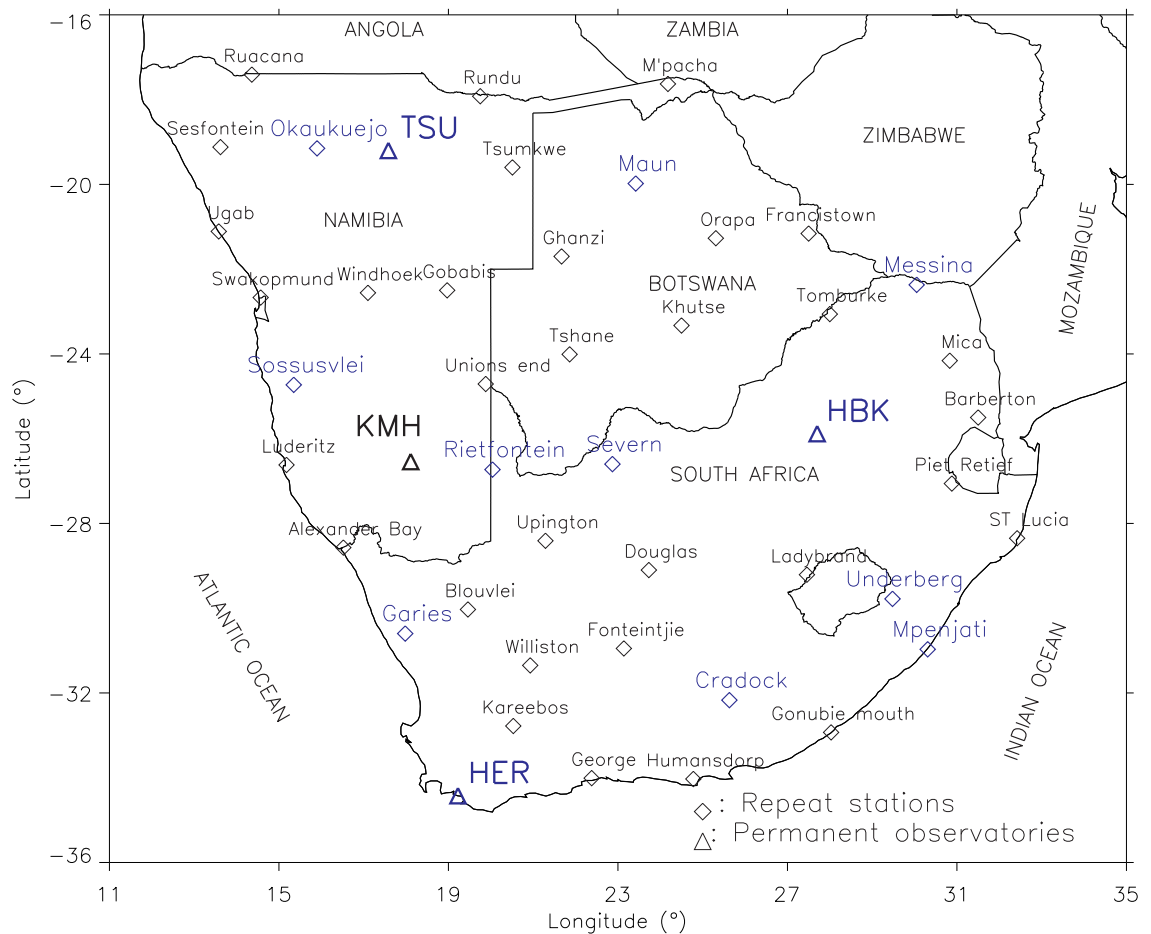 −16
ANGOLA
ZAMBIA
Ruacana
M'pacha
Rundu
Sesfontein
Okaukuejo
TSU
ZIMBABWE
Tsumkwe
Maun
−20
Ugab
NAMIBIA
Orapa
Francistown
MOZAMBIQUE
Ghanzi
Swakopmund
Windhoek
Gobabis
Messina
BOTSWANA
Khutse
Tomburke
Tshane
Mica
−24
Sossusvlei
Unions end
Barberton
KMH
HBK
Luderitz
Rietfontein
Severn
SOUTH AFRICA
Piet Retief
−28
Alexander Bay
Upington
ST Lucia
Douglas
Ladybrand
Underberg
ATLANTIC OCEAN
Blouvlei
Garies
Fonteintjie
Mpenjati
Williston
INDIAN OCEAN
−32
Cradock
Kareebos
Gonubie mouth
George
Humansdorp
HER
: Repeat stations
: Permanent observatories
−36
11
15
19
23
27
31
35
Longitude (°)
Latitude (°)